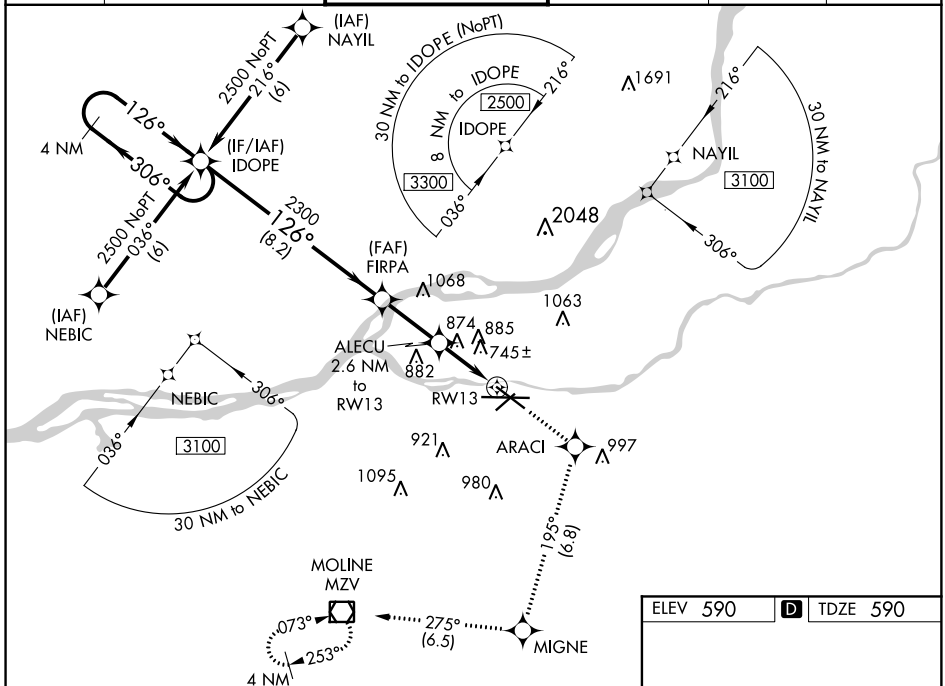 (IAF)
NAYIL
2500 NoPT
216°
(6)
126°
4 NM
306°
(IF/IAF)
IDOPE
2500 NoPT
036°
(6)
(IAF)
NEBIC
2300
126°
(8.2)
(FAF)
FIRPA
30 NM to IDOPE (NoPT)
8 NM to IDOPE
2500
216°
IDOPE
3300
036°
1691
216°
NAYIL
3100
30 NM to NAYIL
306°
2048
1068
1063
874
885
745±
ALECU
2.6 NM
to
RW13
882
RW13
NEBIC
306°
036°
3100
30 NM to NEBIC
921
ARACI
997
1095
980
195°
(6.8)
MOLINE
MZV
073°
253°
4 NM
275°
(6.5)
MIGNE
ELEV 590 D TDZE 590